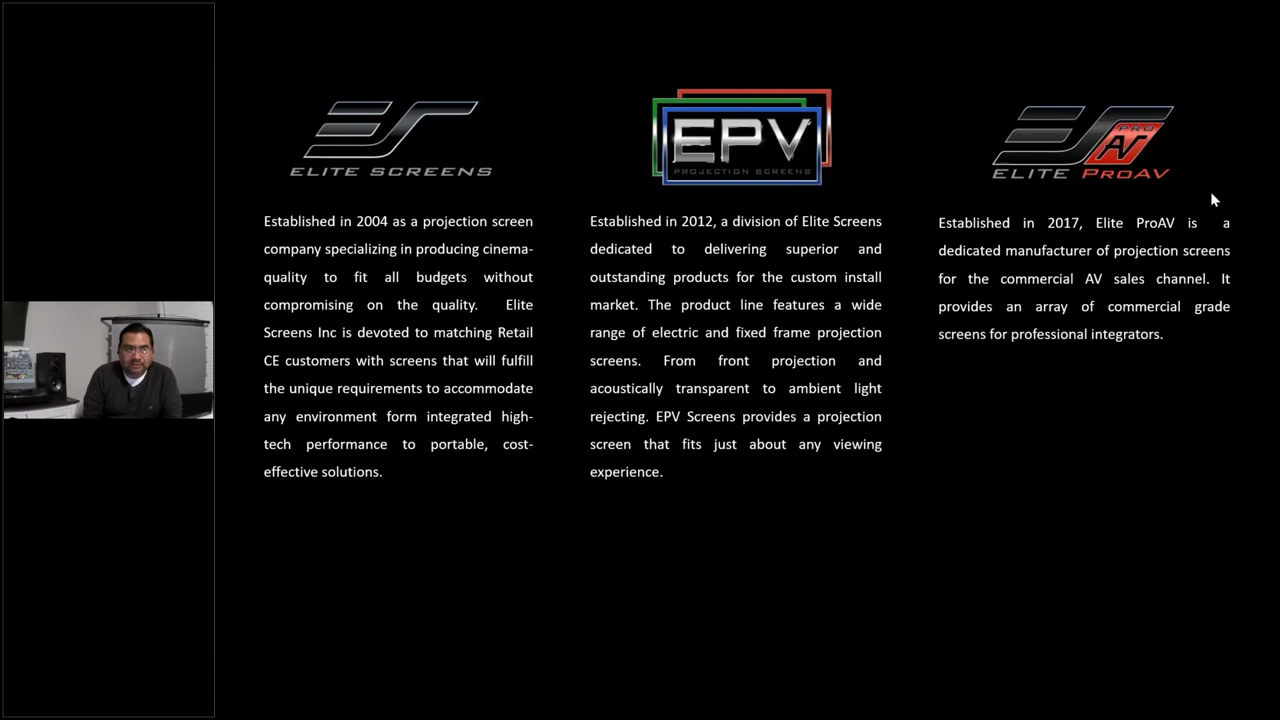 ELITE SCREENS
Established in 2004 as a projection screen
company specializing in producing cinema-
quality to fit all budgets without
compromising on the quality. Elite
Screens Inc is devoted to matching Retail
CE customers with screens that will fulfill
the unique requirements to accommodate
any environment form integrated high-
tech performance to portable, cost-
effective solutions.
EPV
PROJECTION SCREENS
Established in 2012, a division of Elite Screens
dedicated to delivering superior and
outstanding products for the custom install
market. The product line features a wide
range of electric and fixed frame projection
screens. From front projection and
acoustically transparent to ambient light
rejecting. EPV Screens provides a projection
screen that fits just about any viewing
experience.
PRO
AV
ELITE PROAV
Established in 2017, Elite ProAV is a
dedicated manufacturer of projection screens
for the commercial AV sales channel. It
provides an array of commercial grade
screens for professional integrators.